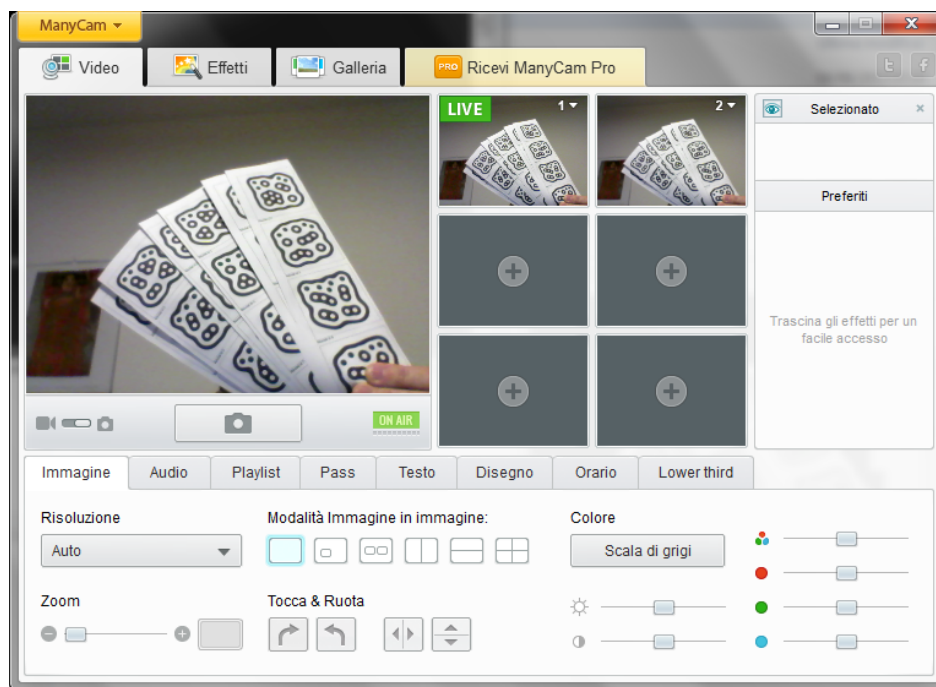 ManyCam
Video
Effetti
Galleria
PRO
Ricevi ManyCam Pro
LIVE
1
2
Selezionato
Preferiti
Trascina gli effetti per un
facile accesso
ON AIR
Immagine
Audio
Playlist
Pass
Testo
Disegno
Orario
Lower third
Risoluzione
Modalità Immagine in immagine:
Colore
Auto
Scala di grigi
Zoom
Tocca & Ruota